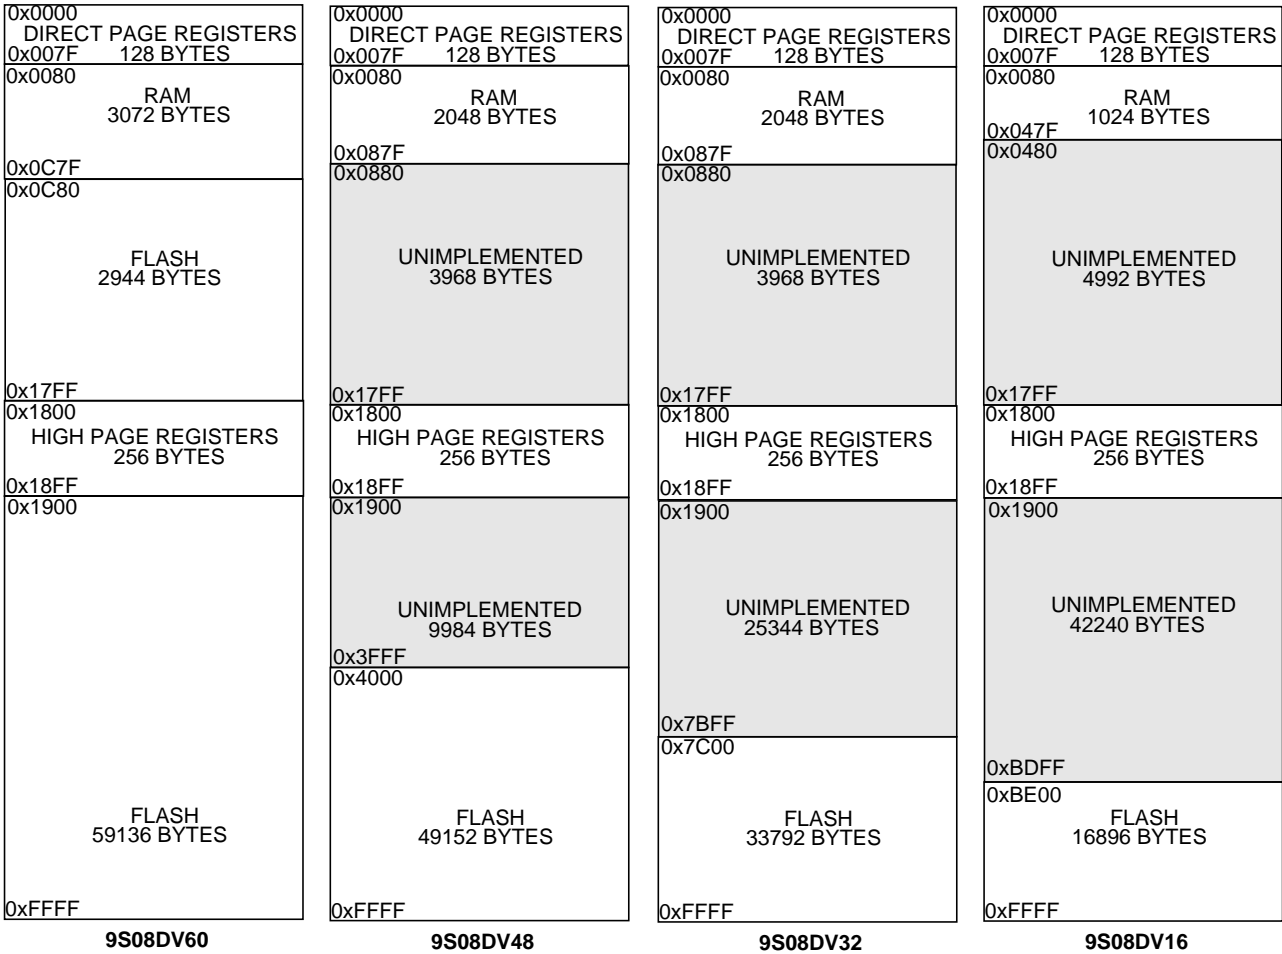 0x0000
DIRECT PAGE REGISTERS
0x007F 128 BYTES
0x0080
RAM
3072 BYTES
0x0C7F
0x0C80
FLASH
2944 BYTES
0x17FF
0x1800
HIGH PAGE REGISTERS
256 BYTES
0x18FF
0x1900
FLASH
59136 BYTES
0xFFFF
9S08DV60
0x0000
DIRECT PAGE REGISTERS
0x007F 128 BYTES
0x0080
RAM
2048 BYTES
0x087F
0x0880
UNIMPLEMENTED
3968 BYTES
0x17FF
0x1800
HIGH PAGE REGISTERS
256 BYTES
0x18FF
0x1900
UNIMPLEMENTED
9984 BYTES
0x3FFF
0x4000
FLASH
49152 BYTES
0xFFFF
9S08DV48
0x0000
DIRECT PAGE REGISTERS
0x007F 128 BYTES
0x0080
RAM
2048 BYTES
0x087F
0x0880
UNIMPLEMENTED
3968 BYTES
0x17FF
0x1800
HIGH PAGE REGISTERS
256 BYTES
0x18FF
0x1900
UNIMPLEMENTED
25344 BYTES
0x7BFF
0x7C00
FLASH
33792 BYTES
0xFFFF
9S08DV32
0x0000
DIRECT PAGE REGISTERS
0x007F 128 BYTES
0x0080
RAM
1024 BYTES
0x047F
0x0480
UNIMPLEMENTED
4992 BYTES
0x17FF
0x1800
HIGH PAGE REGISTERS
256 BYTES
0x18FF
0x1900
UNIMPLEMENTED
42240 BYTES
0xBDFF
0xBE00
FLASH
16896 BYTES
0xFFFF
9S08DV16